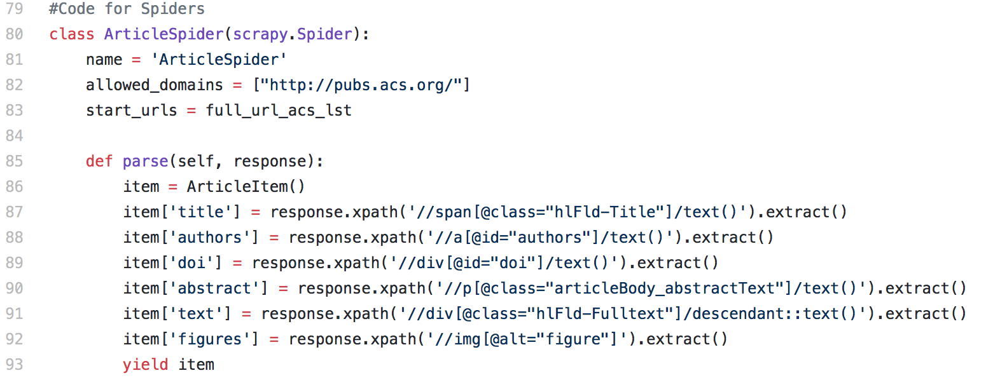 79 #Code for Spiders
80 class ArticleSpider(scrapy.Spider):
81     name = 'ArticleSpider'
82     allowed_domains = ["http://pubs.acs.org/"]
83     start_urls = full_url_acs_lst
84
85     def parse(self, response):
86         item = ArticleItem()
87         item['title'] = response.xpath('//span[@class="hlFld-Title"]/text()').extract()
88         item['authors'] = response.xpath('//a[@id="authors"]/text()').extract()
89         item['doi'] = response.xpath('//div[@id="doi"]/text()').extract()
90         item['abstract'] = response.xpath('//p[@class="articleBody_abstractText"]/text()').extract()
91         item['text'] = response.xpath('//div[@class="hlFld-Fulltext"]/descendant::text()').extract()
92         item['figures'] = response.xpath('//img[@alt="figure"]').extract()
93         yield item